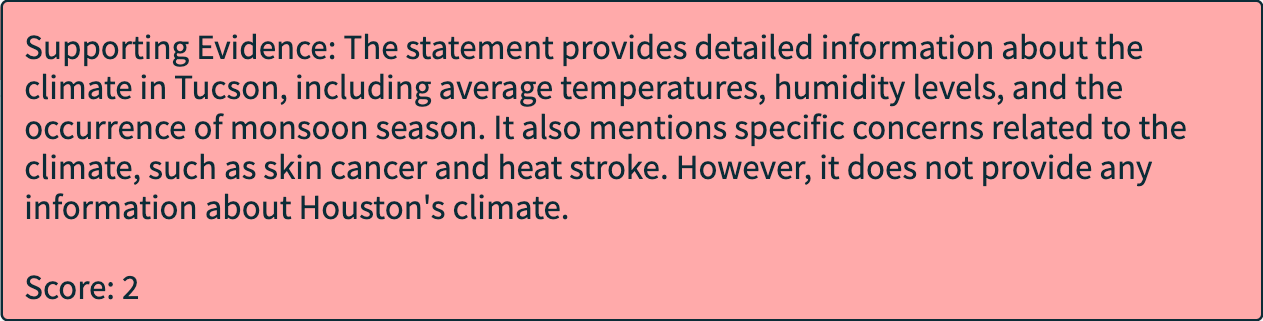 Supporting Evidence: The statement provides detailed information about the
climate in Tucson, including average temperatures, humidity levels, and the
occurrence of monsoon season. It also mentions specific concerns related to the
climate, such as skin cancer and heat stroke. However, it does not provide any
information about Houston's climate.
Score: 2